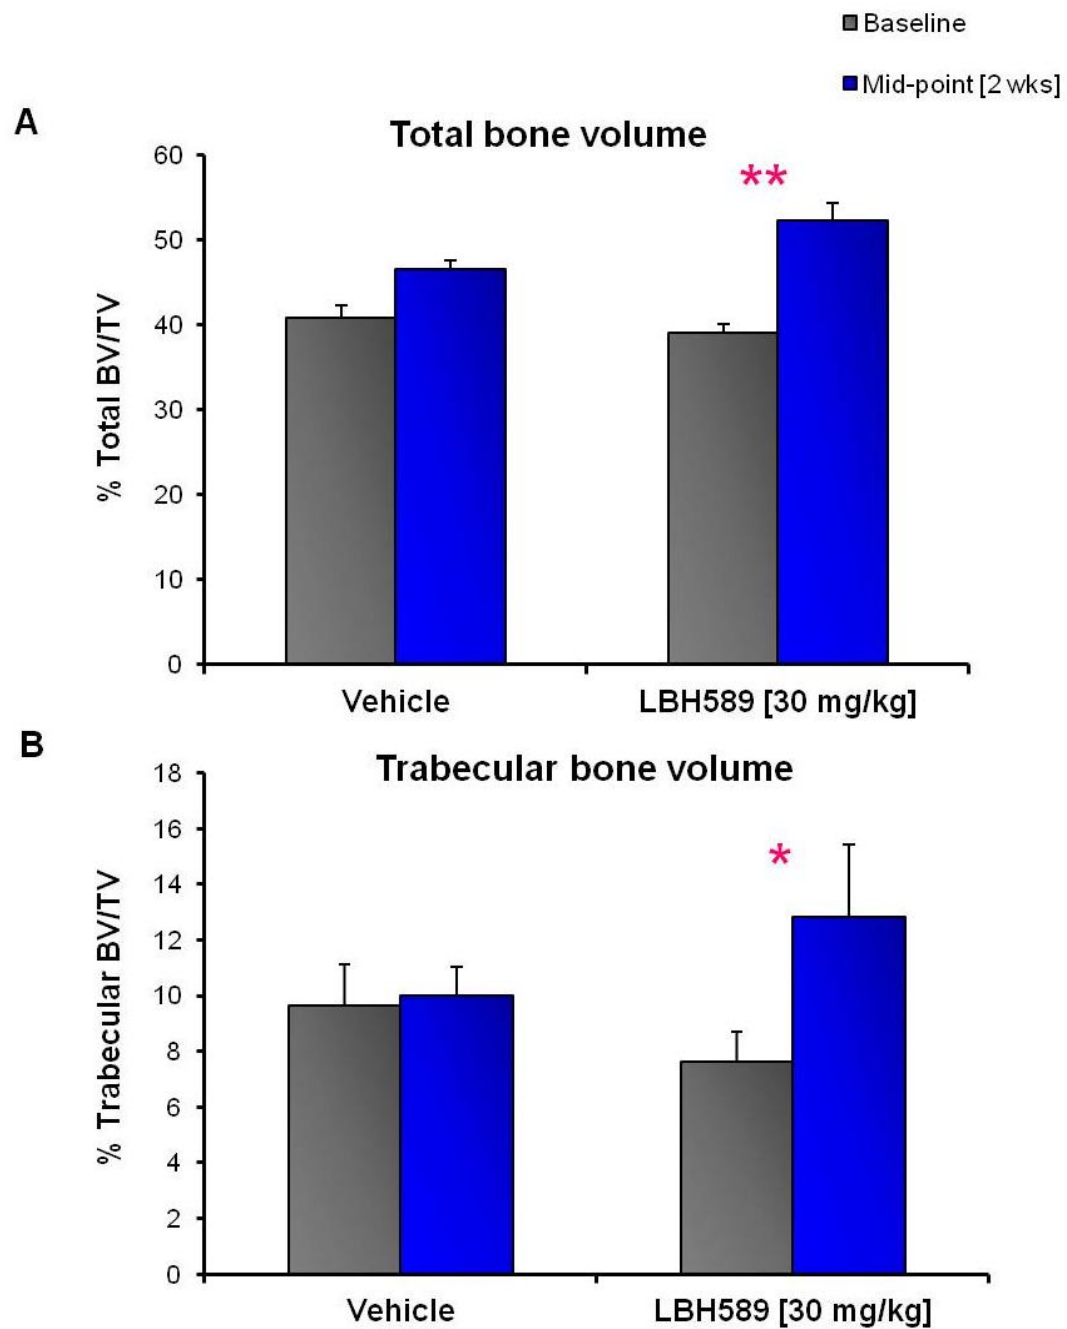 Baseline
Mid-point [2 wks]
A
Total bone volume
60
50
40
30
20
10
0
% Total BV/TV
**
Vehicle
LBH589 [30 mg/kg]
B
Trabecular bone volume
18
16
14
12
10
8
6
4
2
0
% Trabecular BV/TV
*
Vehicle
LBH589 [30 mg/kg]